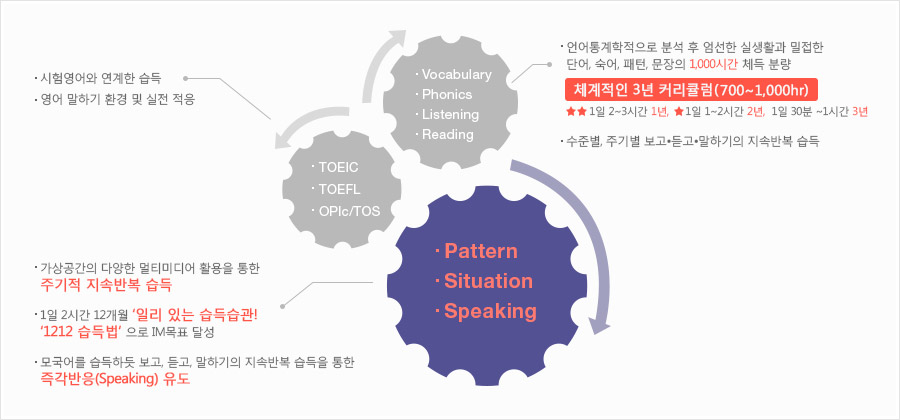 · 시험영어와 연계한 습득
· 영어 말하기 환경 및 실전 적응
· Vocabulary
· Phonics
· Listening
· Reading
· 언어통계학적으로 분석 후 엄선한 실생활과 밀접한
단어, 숙어, 패턴, 문장의 1,000시간 체득 분량
체계적인 3년 커리큘럼(700~1,000hr)
★★1일 2~3시간 1년, ★1일 1~2시간 2년, 1일 30분 ~1시간 3년
· 수준별, 주기별 보고•듣고•말하기의 지속반복 습득
· TOEIC
· TOEFL
· OPIc/TOS
· Pattern
· Situation
· Speaking
· 가상공간의 다양한 멀티미디어 활용을 통한
주기적 지속반복 습득
· 1일 2시간 12개월 ‘일리 있는 습득습관!
‘1212 습득법’ 으로 IM목표 달성
· 모국어를 습득하듯 보고, 듣고, 말하기의 지속반복 습득을 통한
즉각반응(Speaking) 유도